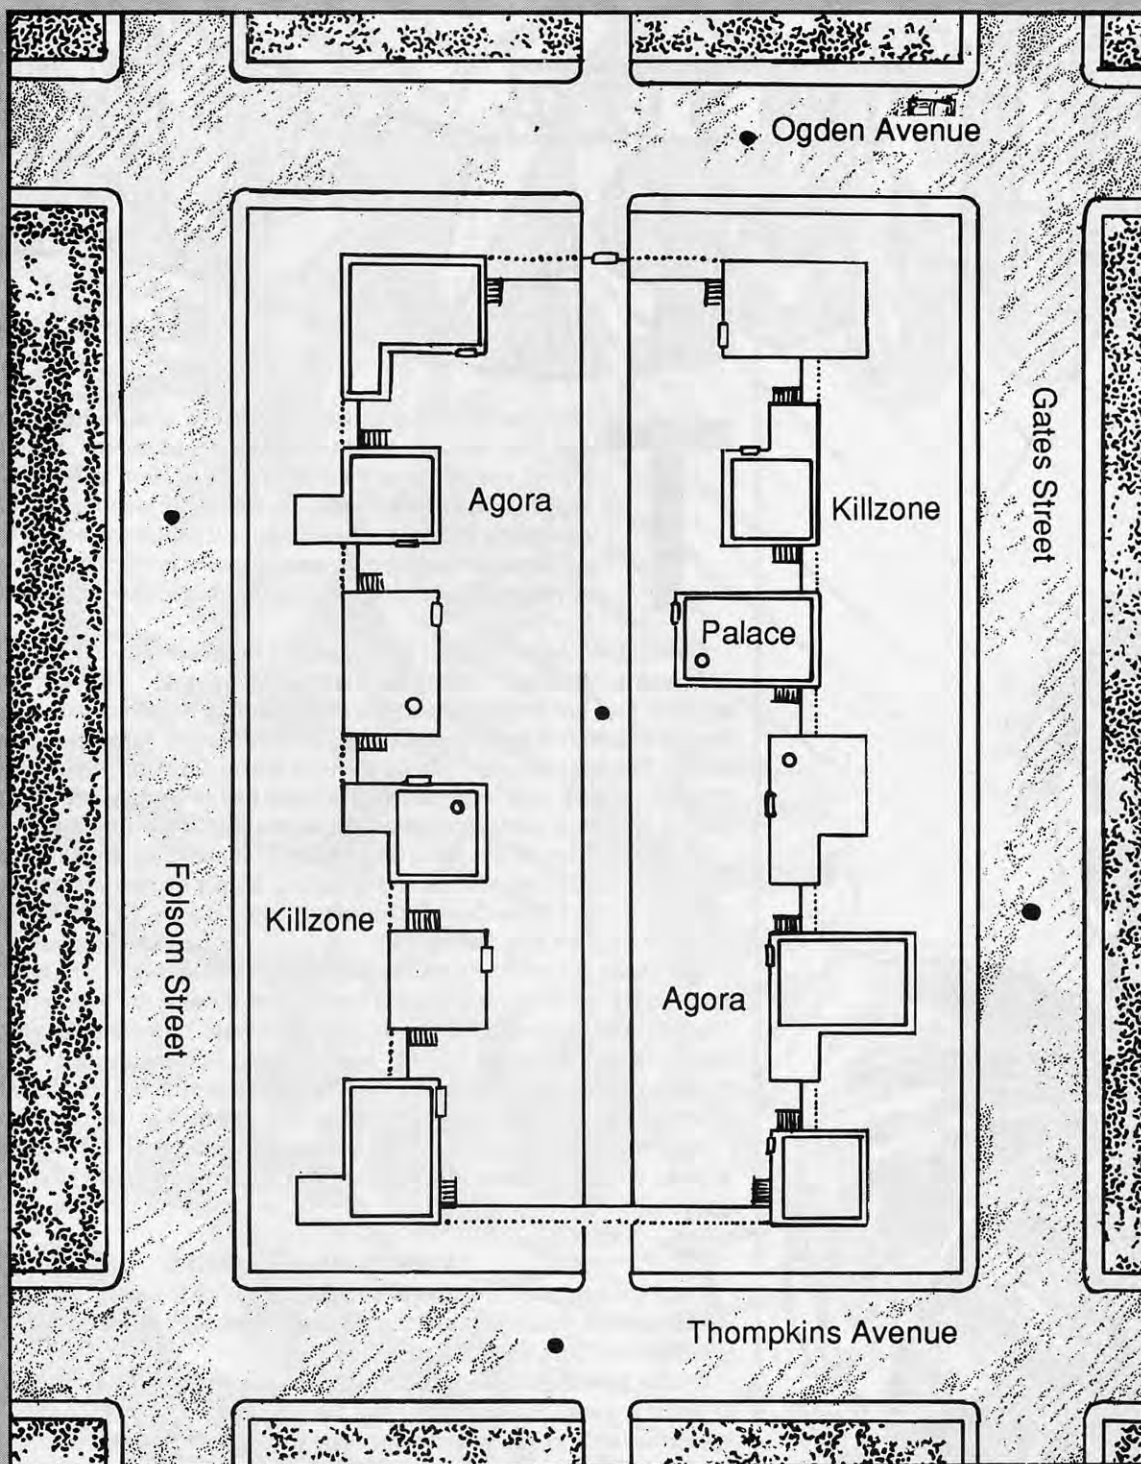 Ogden Avenue
Gates Street
Agora
Killzone
Palace
Folsom Street
Killzone
Agora
Thompkins Avenue